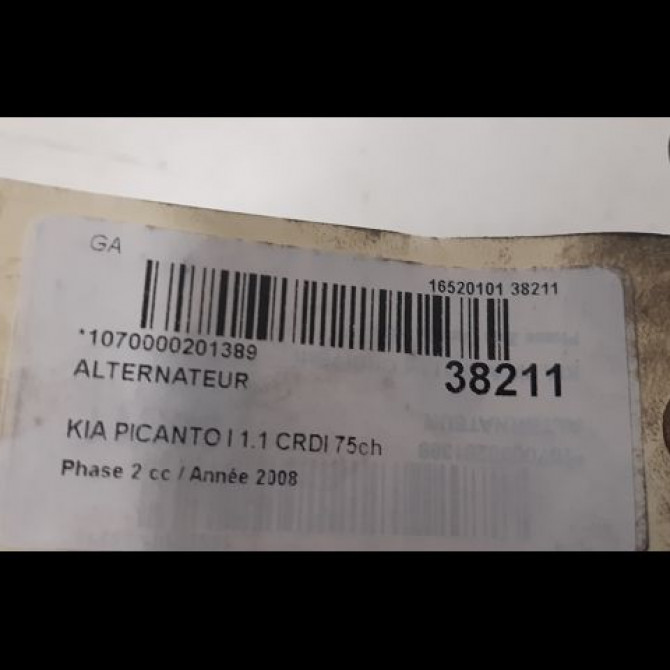 GA
16520101 38211
*1070000201389
ALTERNATEUR
38211
KIA PICANTO I 1.1 CRDI 75ch
Phase 2 cc / Année 2008